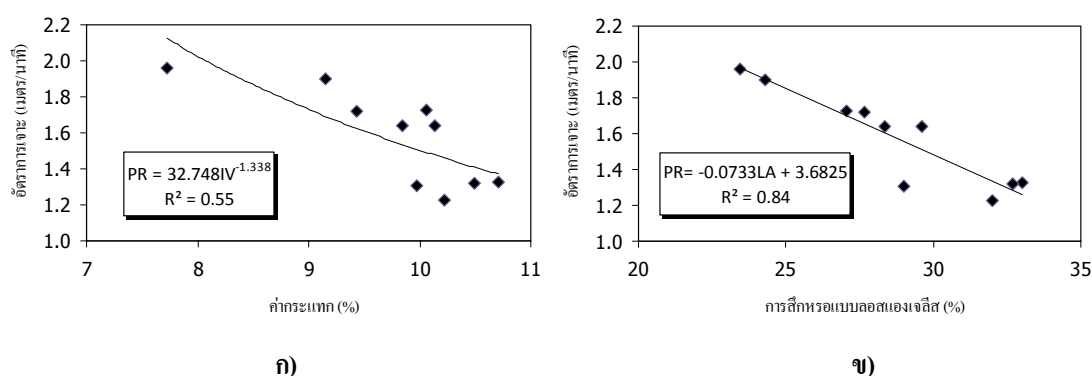 อัตราการเจาะ (เมตร/นาที)
2.2
2.0
1.8
1.6
1.4
1.2
1.0
PR = 32.748IV^-1.338
R² = 0.55
7 8 9 10 11
ค่ากระแทก (%)
ก)
อัตราการเจาะ (เมตร/นาที)
2.2
2.0
1.8
1.6
1.4
1.2
1.0
PR= -0.0733LA + 3.6825
R² = 0.84
20 25 30 35
การสึกหรอแบบลอสแองเจลีส (%)
ข)